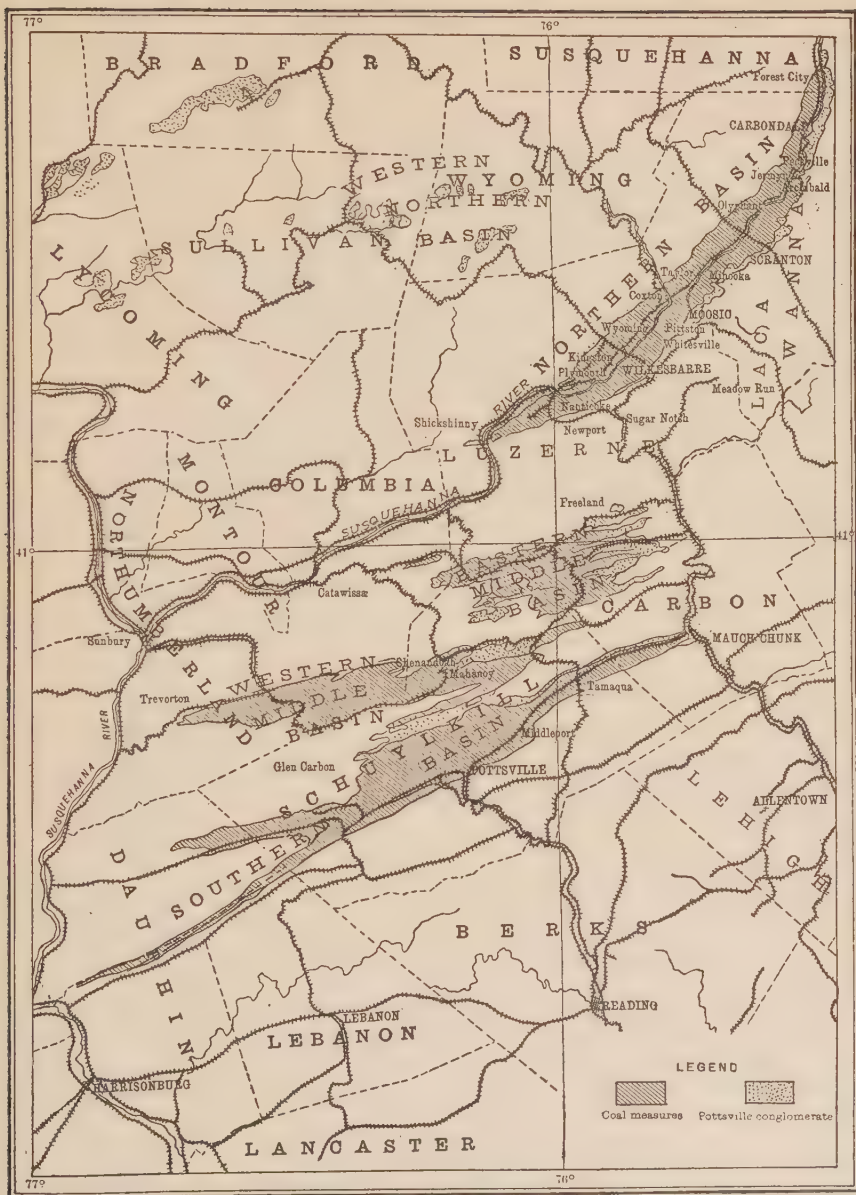 77°
76°
BRADFORD
SUSQUEHANNA
Forest City
CARBONDALE
Peckville
Jermyn
Archibald
Olyphant
WESTERN
NORTHERN
BASIN
WYOMING
SULLIVAN
LYCOMING
NORTHERN BASIN
SCRANTON
Taylor
Minooka
Coxton
MOOSIC
Wyoming
Pittston
Whitesville
Kingston
Plymouth
WILKESBARRE
LACAWANNA
Meadow Run
Nanticoke
Sugar Notch
Newport
Shickshinny
RIVER
LUZERNE
COLUMBIA
SUSQUEHANNA
MONTOUR
NORTHUMBERLAND
Freeland
41°
EASTERN
MIDDLE
BASIN
Catawissa
CARBON
Sunbury
MAUCH CHUNK
WESTERN
MIDDLE
BASIN
Shenandoah
Mahanoy
Trevorton
Tamaqua
RIVER
SUSQUEHANNA
Middleport
SCHUYLKILL
BASIN
Glen Carbon
POTTSVILLE
SOUTHERN
LEHIGH
ALLENTOWN
DAUPHIN
BERKS
READING
LEBANON
LEBANON
HARRISONBURG
LANCASTER
LEGEND
Coal measures
Pottsville conglomerate
77°
76°